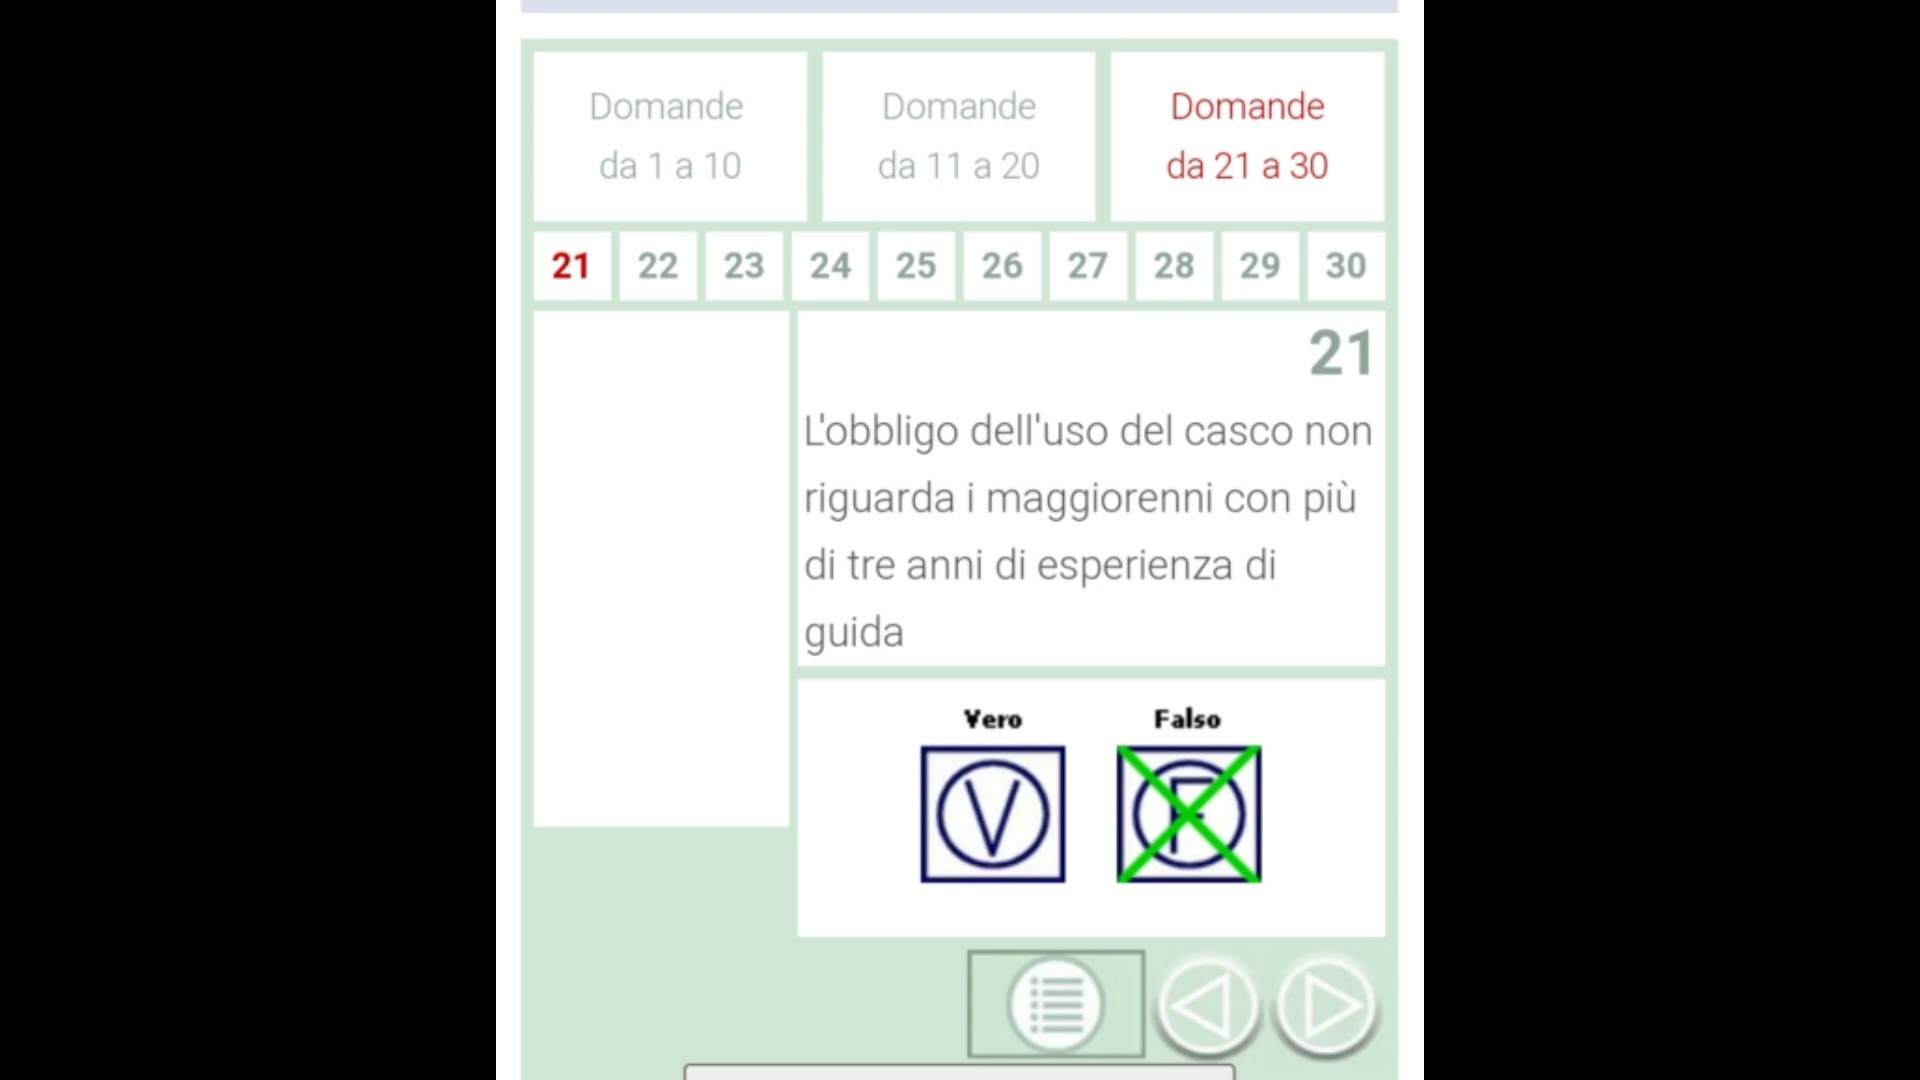 Domande
da 1 a 10
Domande
da 11 a 20
Domande
da 21 a 30
21 22 23 24 25 26 27 28 29 30
21
L'obbligo dell'uso del casco non
riguarda i maggiorenni con più
di tre anni di esperienza di
guida
Vero Falso
V F